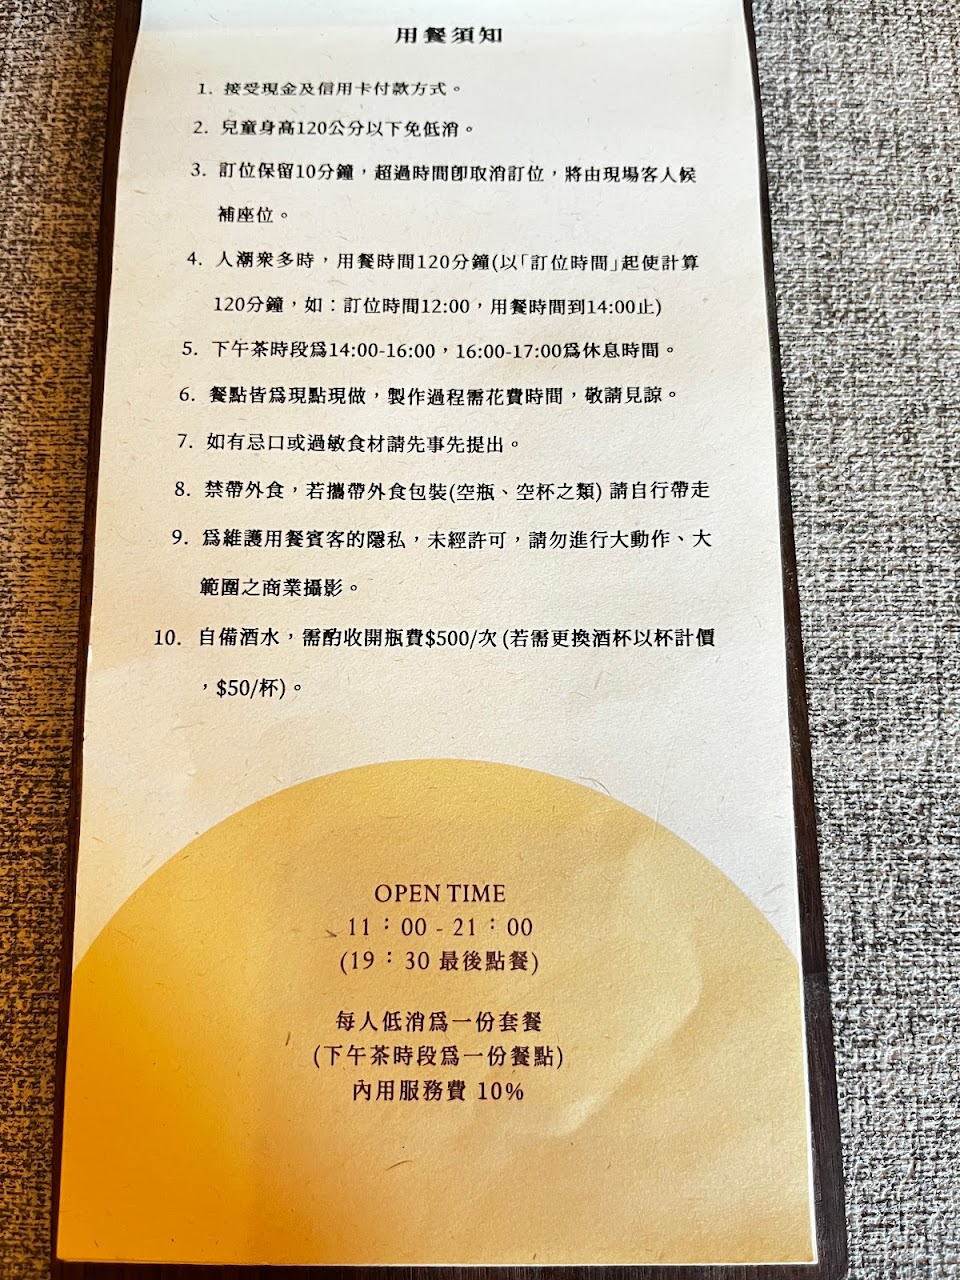 用餐須知
1. 接受現金及信用卡付款方式。
2. 兒童身高120公分以下免低消。
3. 訂位保留10分鐘，超過時間卽取消訂位，將由現場客人候
補座位。
4. 人潮衆多時，用餐時間120分鐘(以「訂位時間」起使計算
120分鐘，如：訂位時間12:00，用餐時間到14:00止)
5. 下午茶時段爲14:00-16:00，16:00-17:00爲休息時間。
6. 餐點皆爲現點現做，製作過程需花費時間，敬請見諒。
7. 如有忌口或過敏食材請先事先提出。
8. 禁帶外食，若攜帶外食包裝(空瓶、空杯之類) 請自行帶走
9. 爲維護用餐賓客的隱私，未經許可，請勿進行大動作、大
範圍之商業攝影。
10. 自備酒水，需酌收開瓶費$500/次 (若需更換酒杯以杯計價
，$50/杯)。
OPEN TIME
11：00 - 21：00
(19：30 最後點餐)
每人低消爲一份套餐
(下午茶時段爲一份餐點)
內用服務費 10%